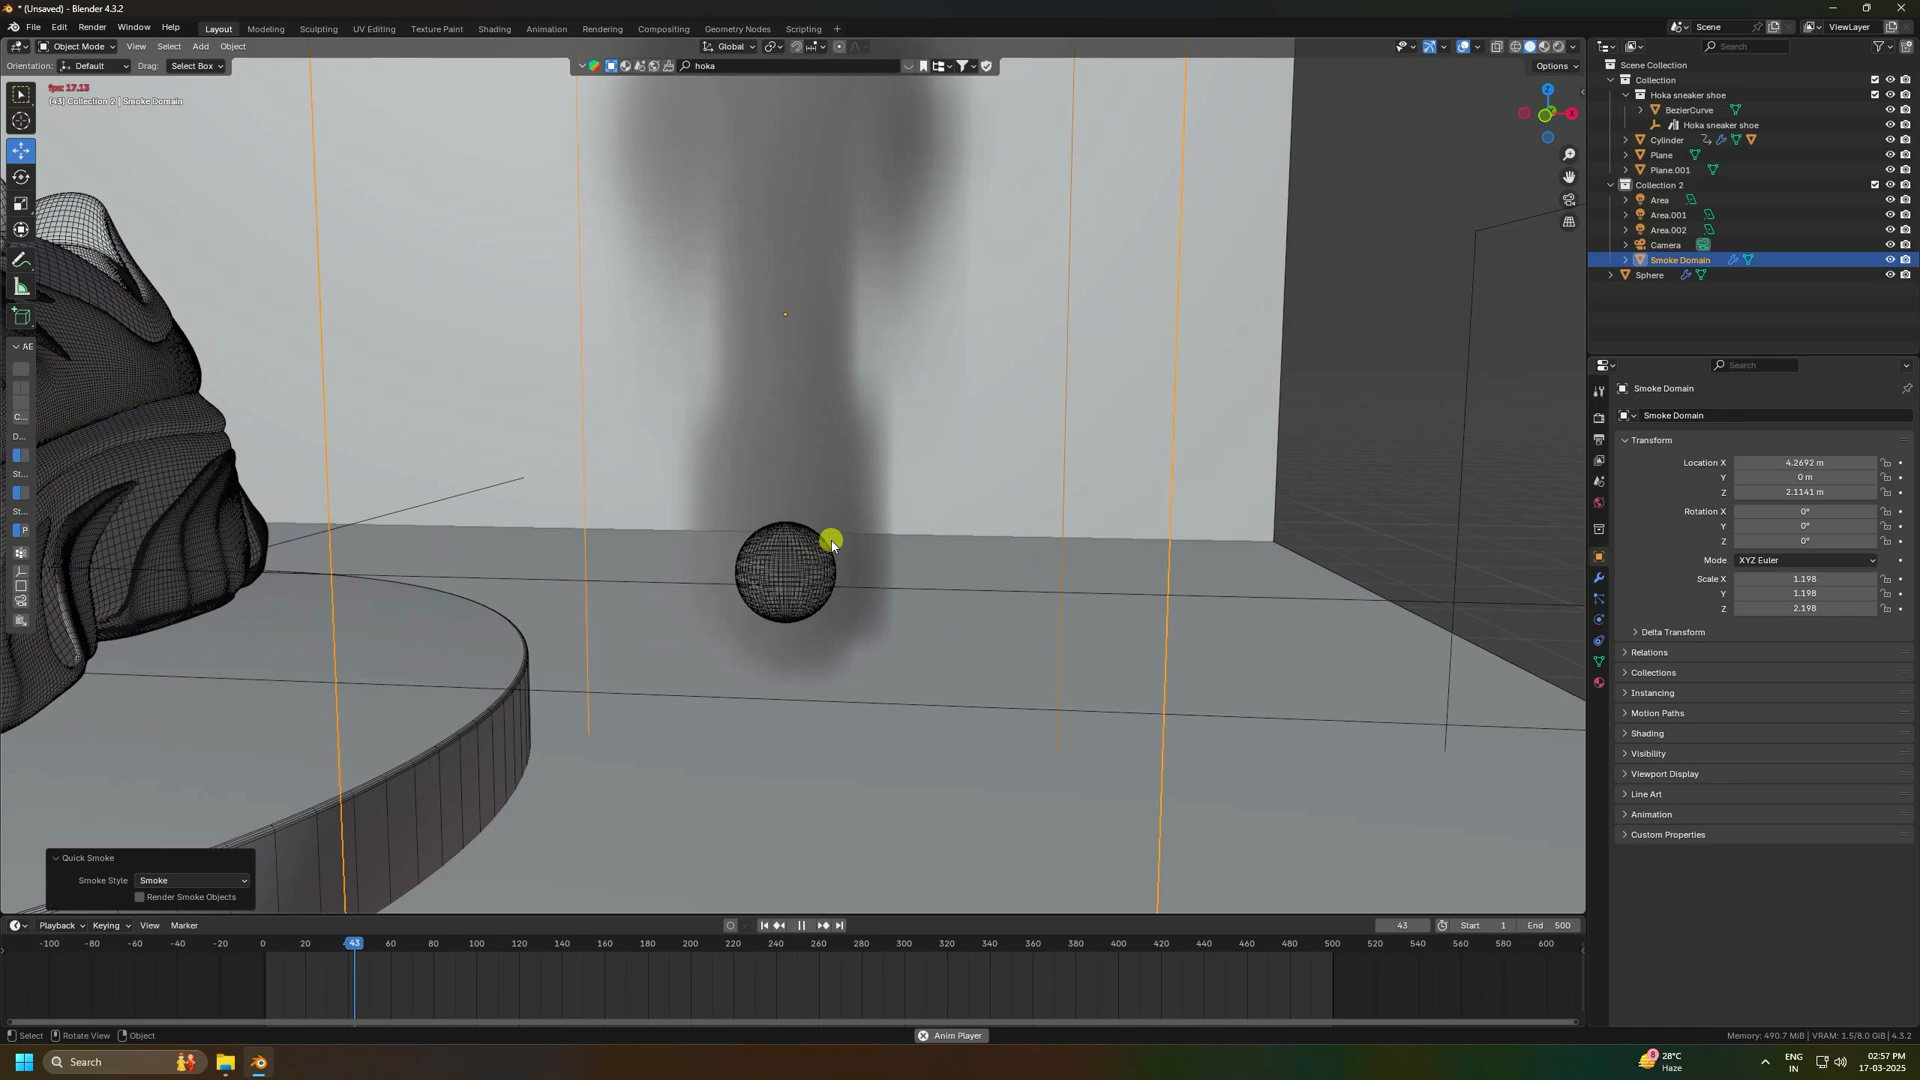 * (Unsaved) - Blender 4.3.2
File Edit Render Window Help Layout Modeling Sculpting UV Editing Texture Paint Shading Animation Rendering Compositing Geometry Nodes Scripting + Scene ViewLayer
Object Mode View Select Add Object Global Search
Orientation: Default Drag: Select Box hoka Options
fps: 17.13
(43) Collection 2 | Smoke Domain
Scene Collection
Collection
Hoka sneaker shoe
BezierCurve
Hoka sneaker shoe
Cylinder
Plane
Plane.001
Collection 2
Area
Area.001
Area.002
Camera
Smoke Domain
Sphere
Z
X
AE
C...
D...
St...
St...
P
Search
Smoke Domain
Smoke Domain
Transform
Location X 4.2692 m
Y 0 m
Z 2.1141 m
Rotation X 0°
Y 0°
Z 0°
Mode XYZ Euler
Scale X 1.198
Y 1.198
Z 2.198
Delta Transform
Relations
Collections
Instancing
Motion Paths
Shading
Visibility
Viewport Display
Line Art
Animation
Custom Properties
Quick Smoke
Smoke Style Smoke
Render Smoke Objects
Playback Keying View Marker 43 Start 1 End 500
-100 -80 -60 -40 -20 0 20 43 60 80 100 120 140 160 180 200 220 240 260 280 300 320 340 360 380 400 420 440 460 480 500 520 540 560 580 600
Select Rotate View Object Anim Player Memory: 490.7 MiB | VRAM: 1.5/8.0 GiB | 4.3.2
Search 8 28°C Haze ENG IN 02:57 PM 17-03-2025